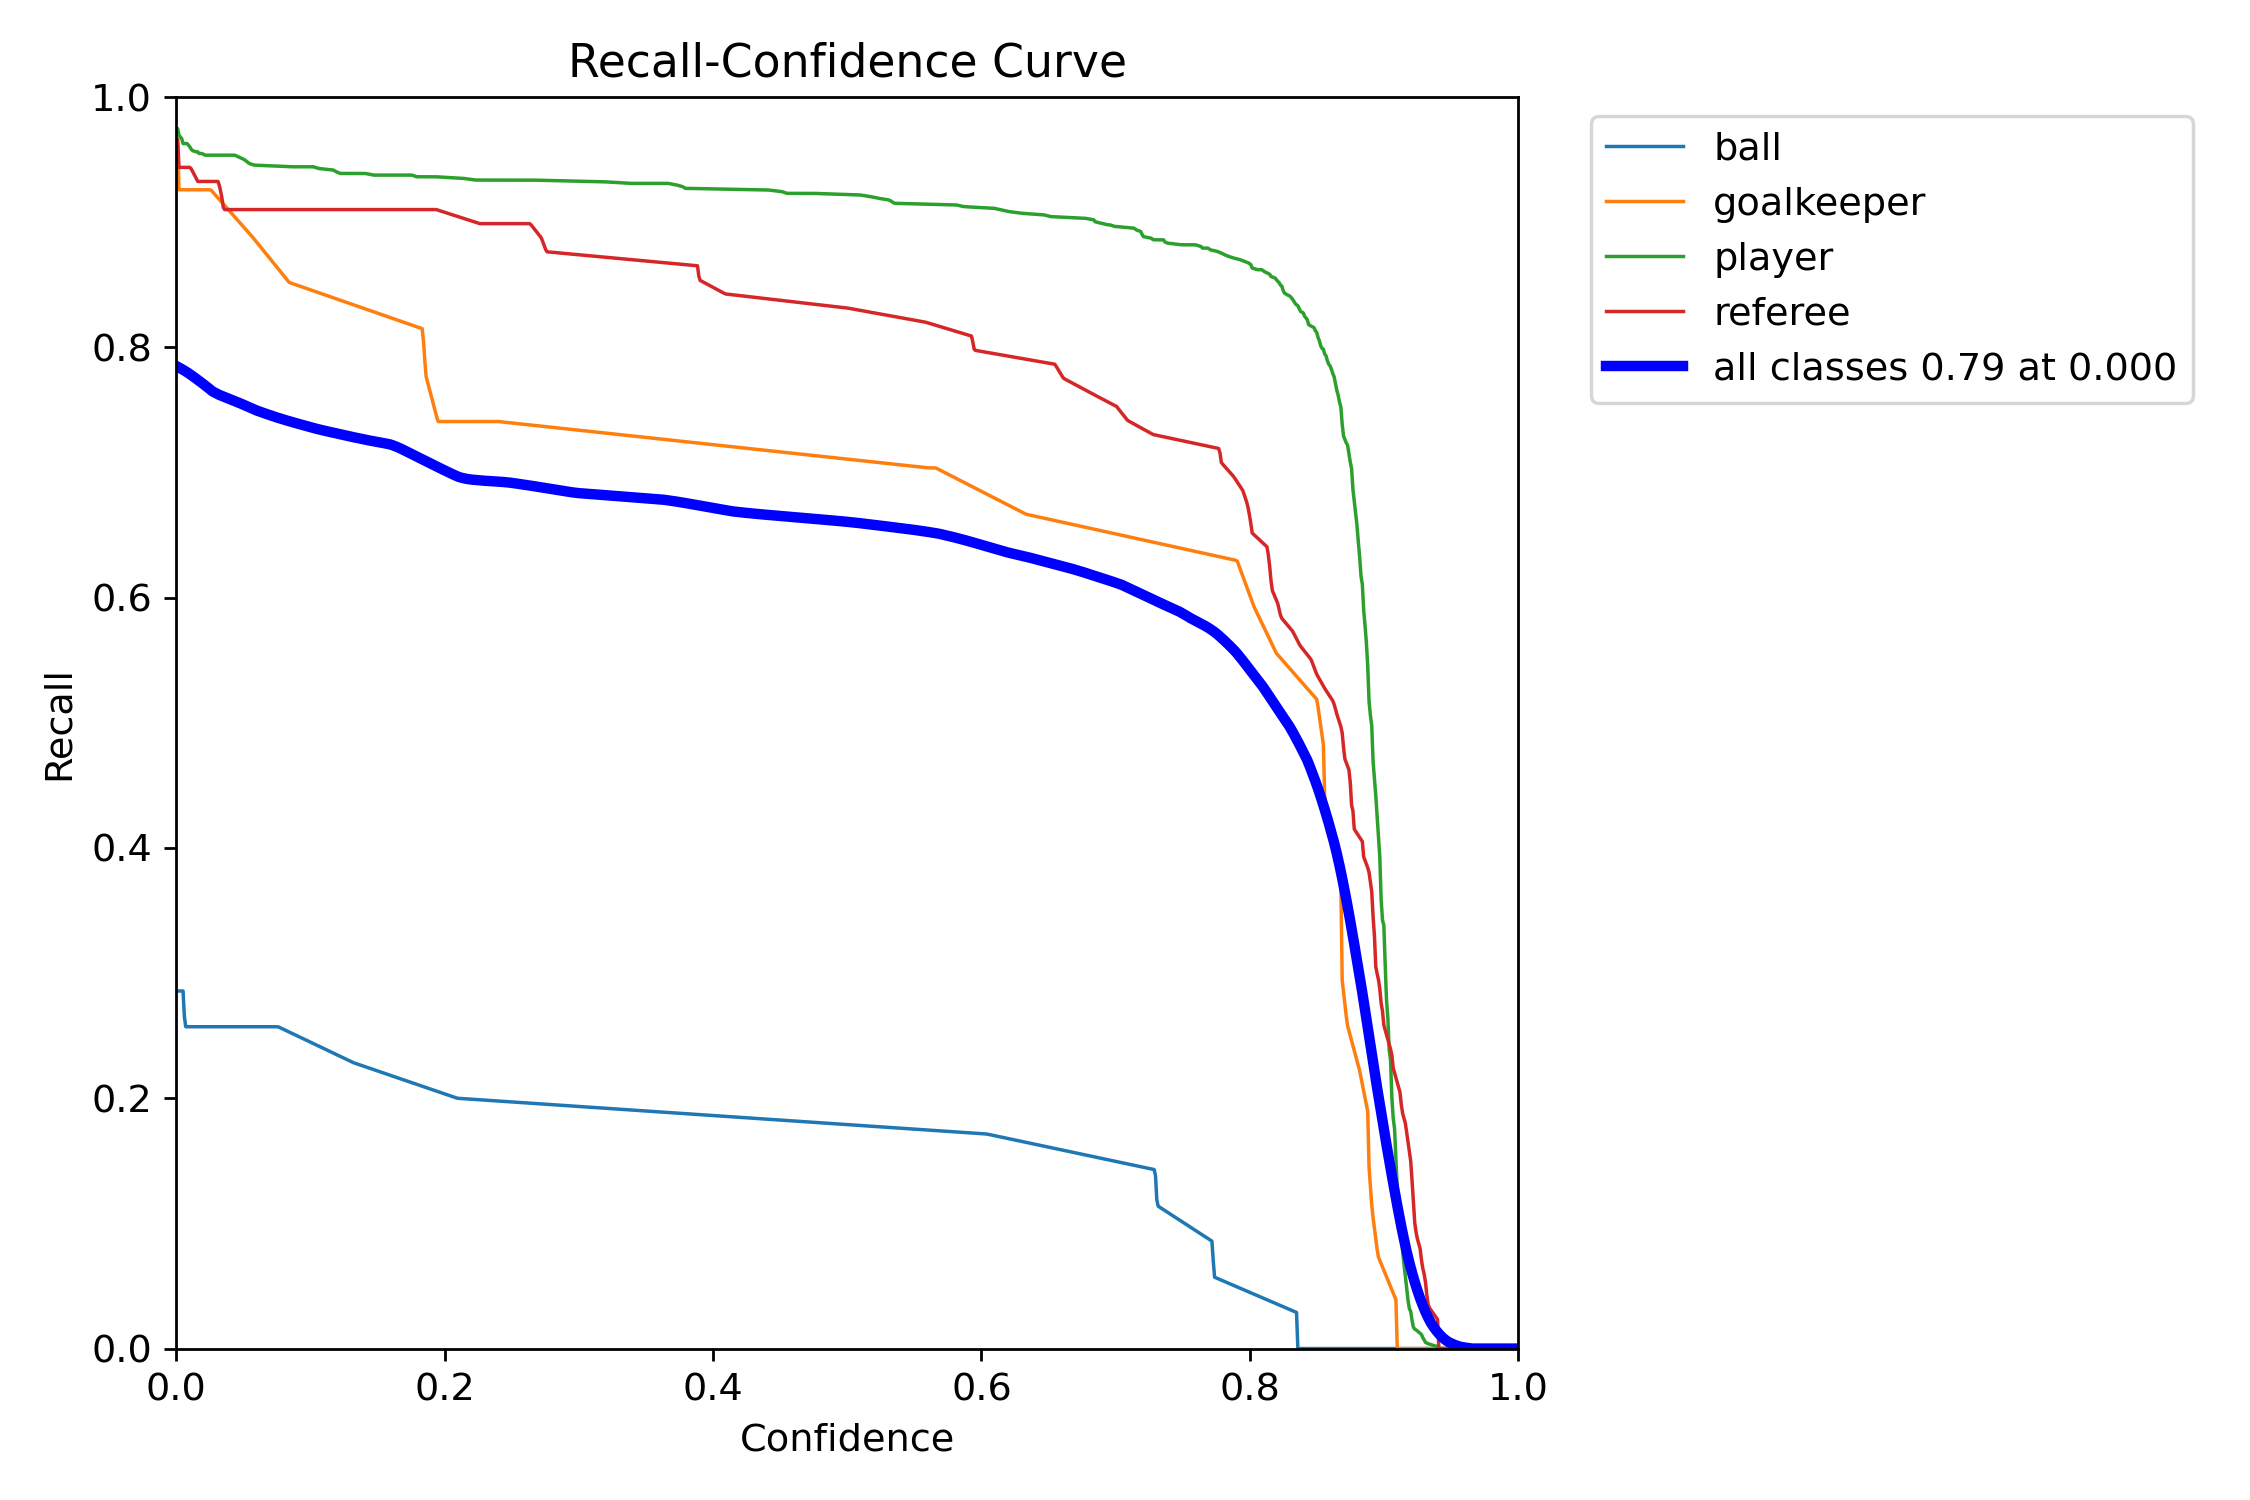 Recall-Confidence Curve
1.0
0.8
0.6
0.4
0.2
0.0
Recall
0.0 0.2 0.4 0.6 0.8 1.0
Confidence
ball
goalkeeper
player
referee
all classes 0.79 at 0.000